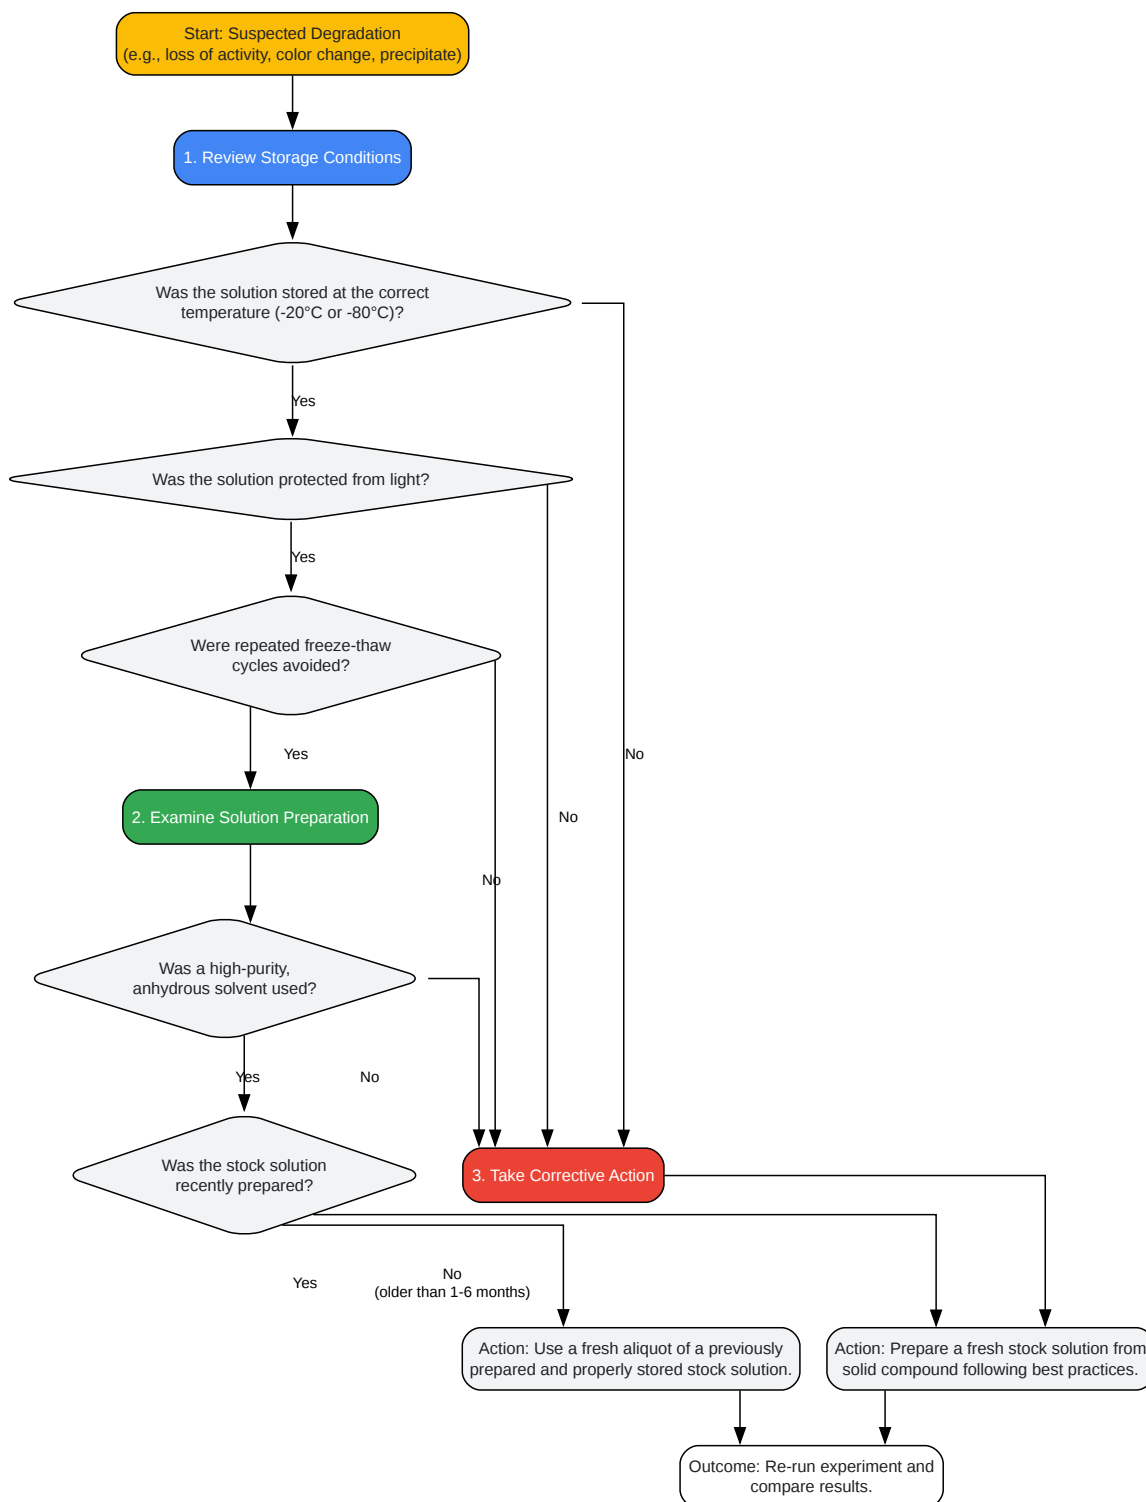 Start: Suspected Degradation
(e.g., loss of activity, color change, precipitate)
1. Review Storage Conditions
Was the solution stored at the correct
temperature (-20°C or -80°C)?
Yes
Was the solution protected from light?
Yes
Were repeated freeze-thaw
cycles avoided?
Yes
No
2. Examine Solution Preparation
No
No
Was a high-purity,
anhydrous solvent used?
Yes
No
Was the stock solution
recently prepared?
3. Take Corrective Action
Yes
No
(older than 1-6 months)
Action: Use a fresh aliquot of a previously
prepared and properly stored stock solution.
Action: Prepare a fresh stock solution from
solid compound following best practices.
Outcome: Re-run experiment and
compare results.